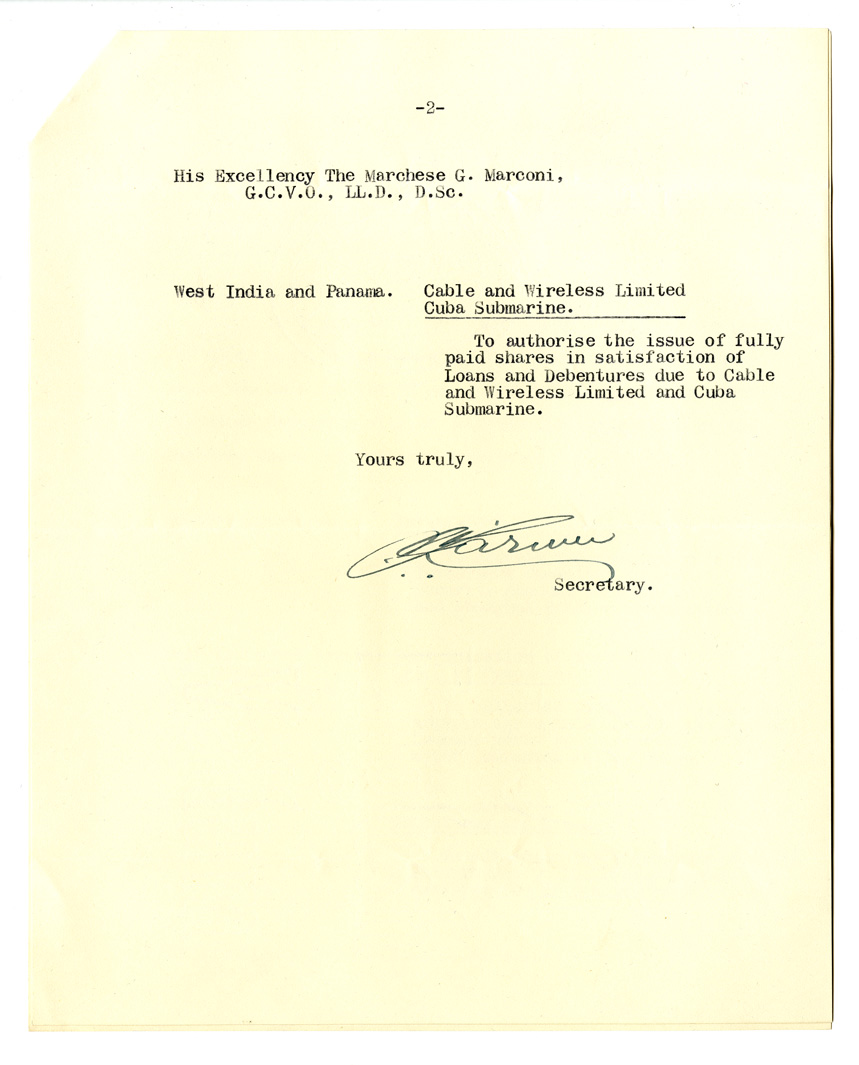 -2-
His Excellency The Marchese G. Marconi,
G.C.V.O., LL.D., D.Sc.
West India and Panama. Cable and Wireless Limited
Cuba Submarine.
To authorise the issue of fully
paid shares in satisfaction of
Loans and Debentures due to Cable
and Wireless Limited and Cuba
Submarine.
Yours truly,
Secretary.